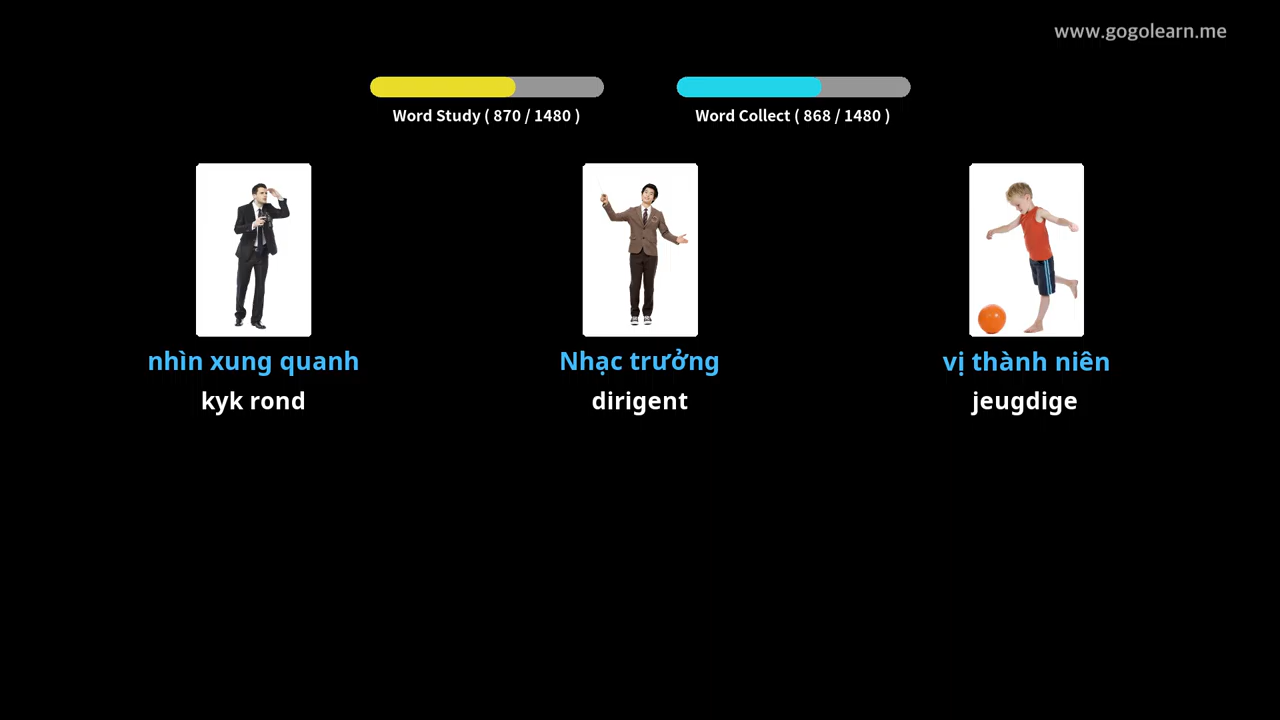 www.gogolearn.me
Word Study ( 870 / 1480 )
Word Collect ( 868 / 1480 )
nhìn xung quanh
kyk rond
Nhạc trưởng
dirigent
vị thành niên
jeugdige